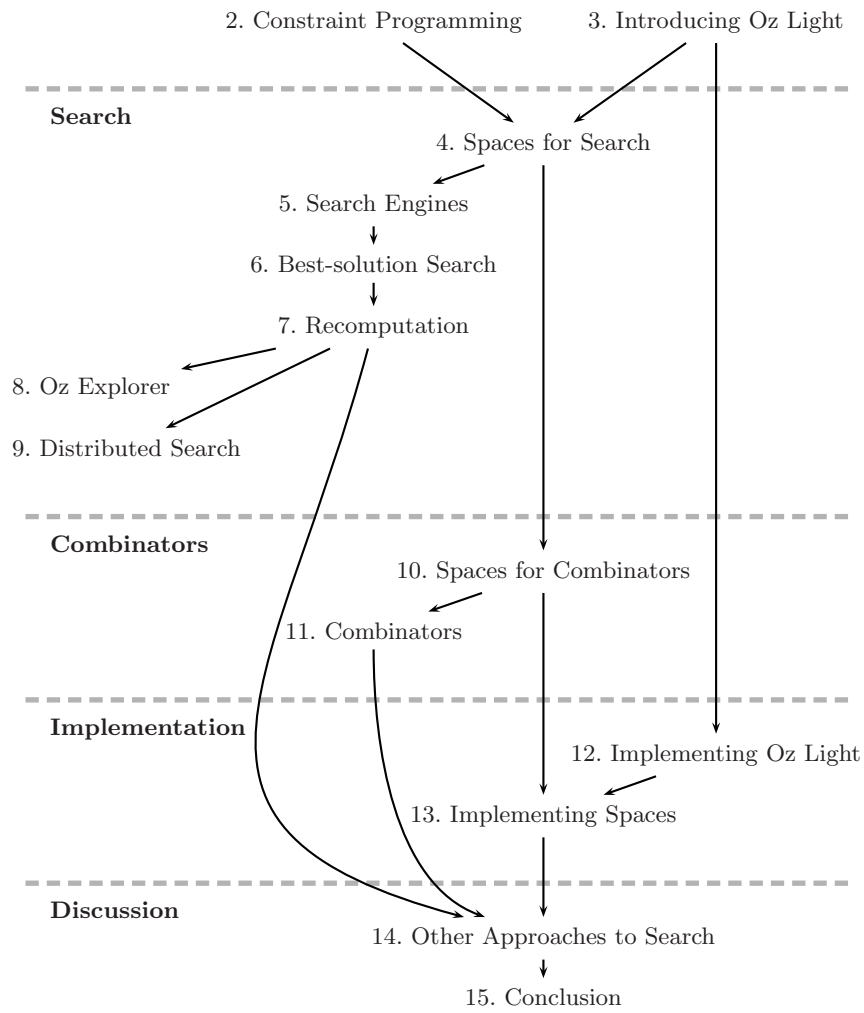 2. Constraint Programming
3. Introducing Oz Light
Search
4. Spaces for Search
5. Search Engines
6. Best-solution Search
7. Recomputation
8. Oz Explorer
9. Distributed Search
Combinators
10. Spaces for Combinators
11. Combinators
Implementation
12. Implementing Oz Light
13. Implementing Spaces
Discussion
14. Other Approaches to Search
15. Conclusion